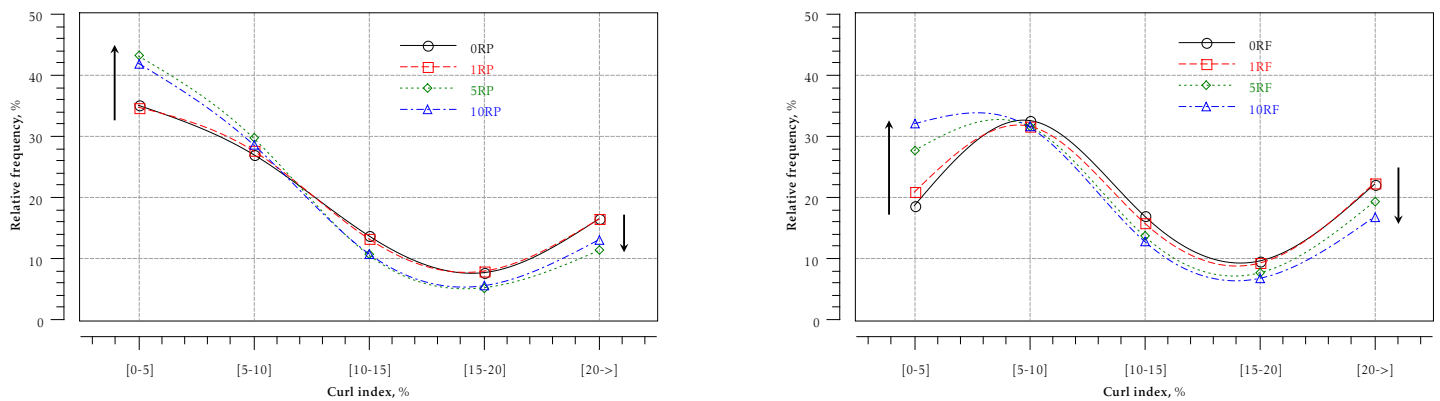 50
40
30
20
10
0
Relative frequency, %
0RP
1RP
5RP
10RP
[0-5]
[5-10]
[10-15]
[15-20]
[20->]
Curl index, %
50
40
30
20
10
0
Relative frequency, %
0RF
1RF
5RF
10RF
[0-5]
[5-10]
[10-15]
[15-20]
[20->]
Curl index, %